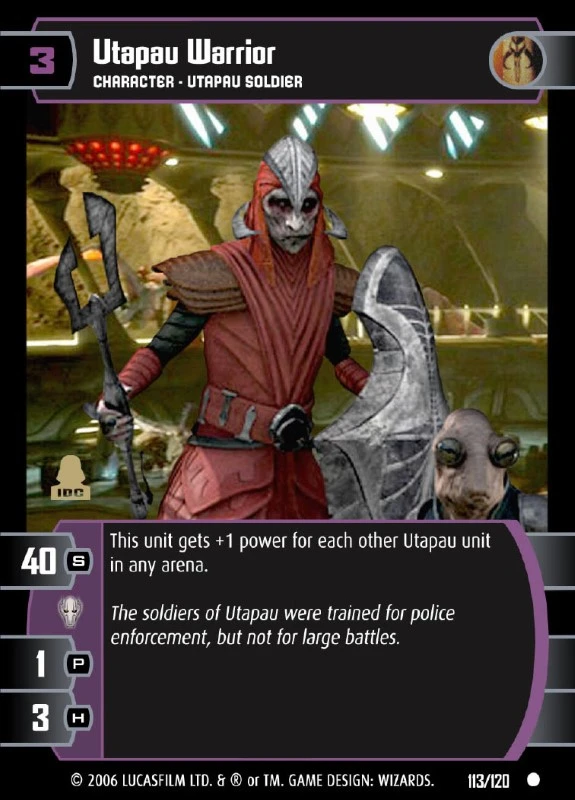 3
Utapau Warrior
CHARACTER - UTAPAU SOLDIER
IDC
This unit gets +1 power for each other Utapau unit
in any arena.
40 S
The soldiers of Utapau were trained for police
enforcement, but not for large battles.
1 P
3 H
© 2006 LUCASFILM LTD. & ® or TM. GAME DESIGN: WIZARDS. 113/120